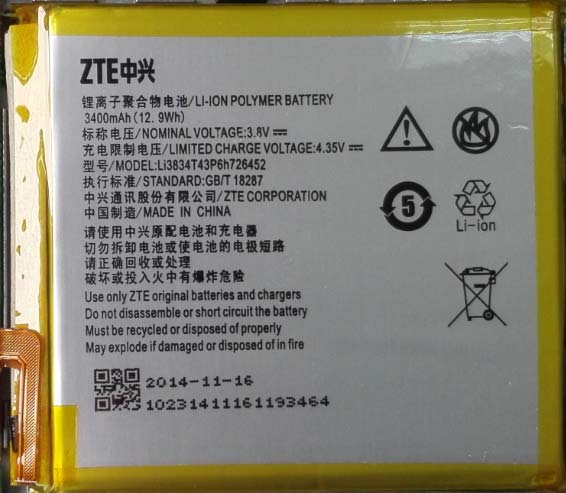 ZTE中兴
锂离子聚合物电池/LI-ION POLYMER BATTERY
3400mAh(12.9Wh)
标称电压/NOMINAL VOLTAGE:3.8V⎓
充电限制电压/LIMITED CHARGE VOLTAGE:4.35V⎓
型号/MODEL:Li3834T43P6h726452
执行标准/STANDARD:GB/T 18287
中兴通讯股份有限公司/ZTE CORPORATION
中国制造/MADE IN CHINA
5
Li-ion
请使用中兴原配电池和充电器
切勿拆卸电池或使电池的电极短路
请正确回收或处理
破坏或投入火中有爆炸危险
Use only ZTE original batteries and chargers
Do not disassemble or short circuit the battery
Must be recycled or disposed of properly
May explode if damaged or disposed of in fire
2014-11-16
10231411161193464